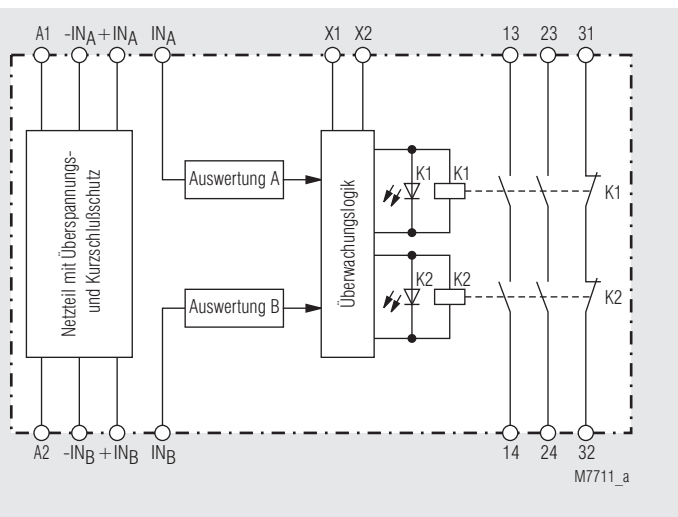 A1 -INA +INA INA X1 X2 13 23 31
Netzteil mit Überspannungs-
und Kurzschlußschutz
Auswertung A
Überwachungslogik
K1 K1 K1
Auswertung B
K2 K2 K2
A2 -INB +INB INB 14 24 32
M7711_a